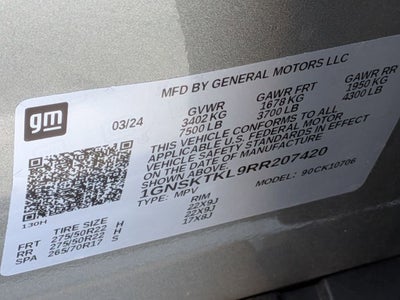 MFD BY GENERAL MOTORS LLC
gm
03/24
GVWR GAWR FRT GAWR RR
3402 KG 1678 KG 1950 KG
7500 LB 3700 LB 4300 LB
THIS VEHICLE CONFORMS TO ALL
APPLICABLE U.S. FEDERAL MOTOR
VEHICLE SAFETY STANDARDS IN EFFECT
ON THE DATE OF MANUFACTURE
SHOWN ABOVE.
1GNSKTKL9RR207420
TYPE: MPV MODEL: 90CK10706
130H
TIRE SIZE RIM
FRT 275/50R22 H 22X9J
RR 275/50R22 H 22X9J
SPA 265/70R17 S 17X8J